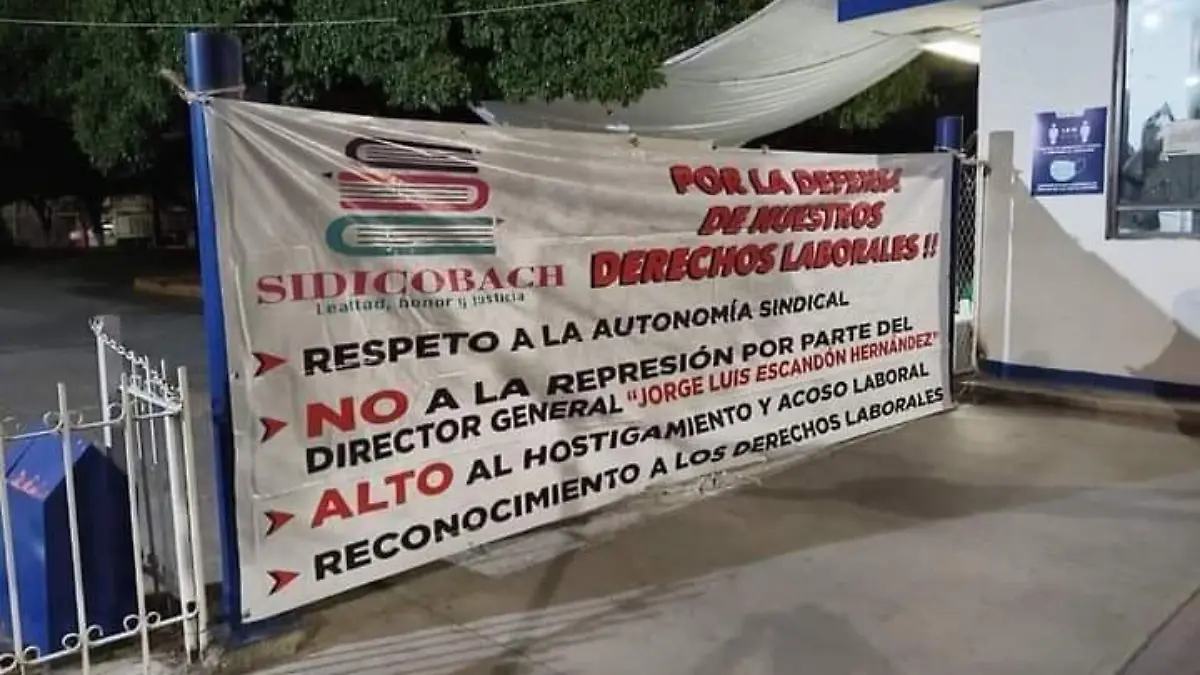 SIDICOBACH
Lealtad, honor y justicia
POR LA DEFENSA
DE NUESTROS
DERECHOS LABORALES !!
RESPETO A LA AUTONOMÍA SINDICAL
NO A LA REPRESIÓN POR PARTE DEL
DIRECTOR GENERAL "JORGE LUIS ESCANDÓN HERNÁNDEZ"
ALTO AL HOSTIGAMIENTO Y ACOSO LABORAL
RECONOCIMIENTO A LOS DERECHOS LABORALES